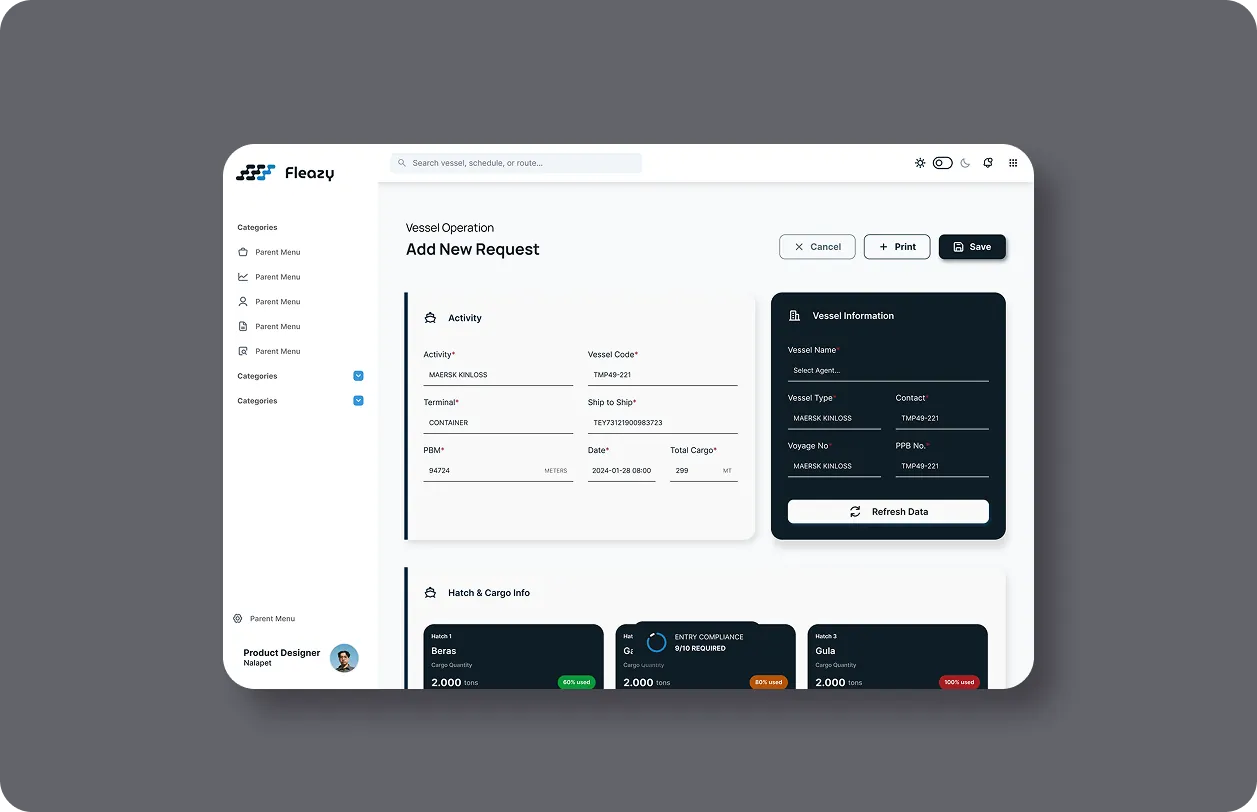 Fleazy
Search vessel, schedule, or route...
Categories
Parent Menu
Parent Menu
Parent Menu
Parent Menu
Parent Menu
Categories
Categories
Parent Menu
Product Designer
Nalapet
Vessel Operation
Add New Request
Cancel
Print
Save
Activity
Activity*
Vessel Code*
MAERSK KINLOSS
TMP49-221
Terminal*
Ship to Ship*
CONTAINER
TEY73121900983723
PBM*
Date*
Total Cargo*
94724 METERS
2024-01-28 08:00
299 MT
Vessel Information
Vessel Name*
Select Agent...
Vessel Type*
Contact*
MAERSK KINLOSS
TMP49-221
Voyage No*
PPB No.*
MAERSK KINLOSS
TMP49-221
Refresh Data
Hatch & Cargo Info
Hatch 1
Beras
Cargo Quantity
2.000 tons
60% used
Cargo Quantity
2.000 tons
80% used
ENTRY COMPLIANCE
9/10 REQUIRED
Hatch 3
Gula
Cargo Quantity
2.000 tons
100% used